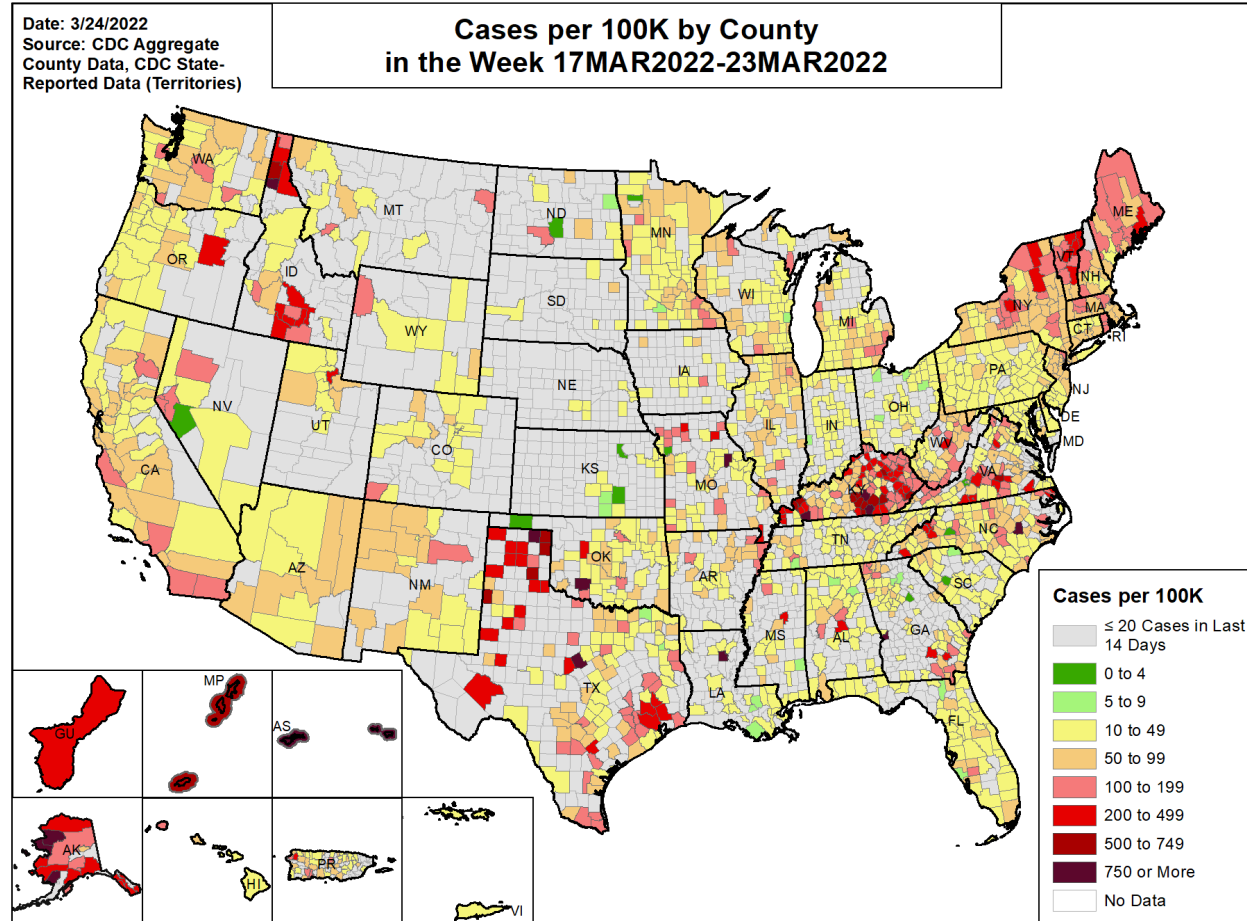 Date: 3/24/2022
Source: CDC Aggregate
County Data, CDC State-
Reported Data (Territories)
Cases per 100K by County
in the Week 17MAR2022-23MAR2022
WA
MT
ND
MN
ME
OR
ID
SD
WI
MI
VT
NH
NY
MA
CT
RI
WY
IA
NE
PA
NJ
NV
UT
CO
IL
IN
OH
DE
MD
CA
KS
MO
WV
VA
KY
AZ
NM
OK
AR
TN
NC
SC
MS
AL
GA
TX
LA
FL
GU
MP
AS
AK
HI
PR
VI
Cases per 100K
≤ 20 Cases in Last
14 Days
0 to 4
5 to 9
10 to 49
50 to 99
100 to 199
200 to 499
500 to 749
750 or More
No Data